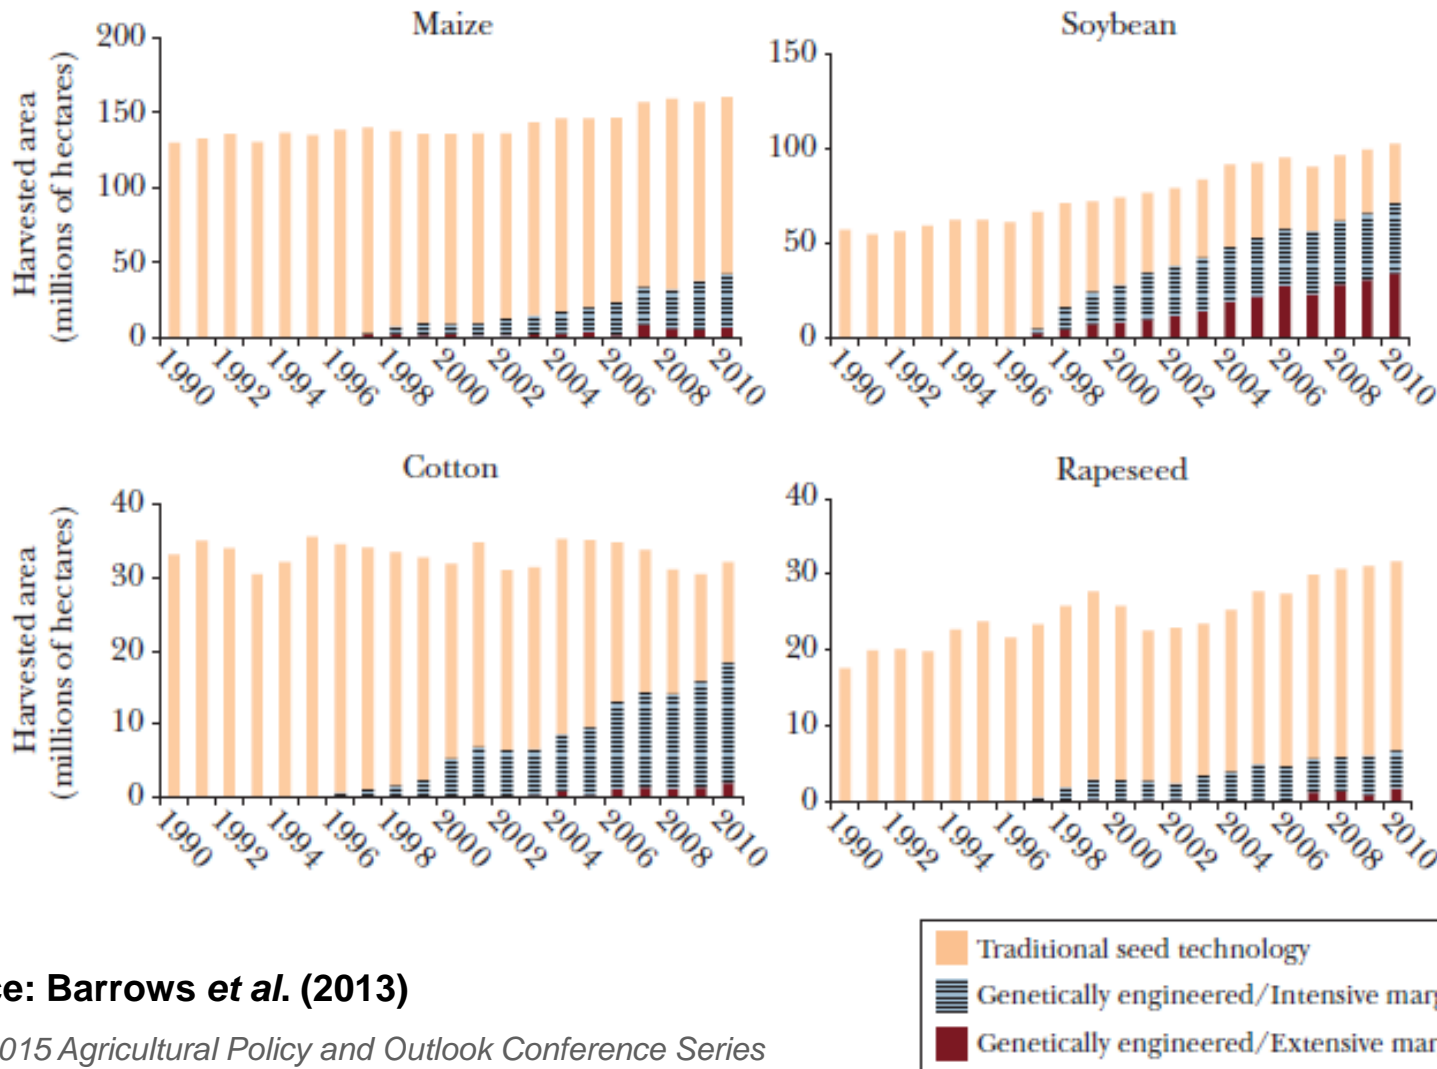 Maize
Harvested area
(millions of hectares)
200
150
100
50
0
1990 1992 1994 1996 1998 2000 2002 2004 2006 2008 2010
Soybean
150
100
50
0
1990 1992 1994 1996 1998 2000 2002 2004 2006 2008 2010
Cotton
Harvested area
(millions of hectares)
40
30
20
10
0
1990 1992 1994 1996 1998 2000 2002 2004 2006 2008 2010
Rapeseed
40
30
20
10
0
1990 1992 1994 1996 1998 2000 2002 2004 2006 2008 2010
Traditional seed technology
Genetically engineered/Intensive
Genetically engineered/Extensive
: Barrows et al. (2013)
Agricultural Policy and Outlook Conference Series